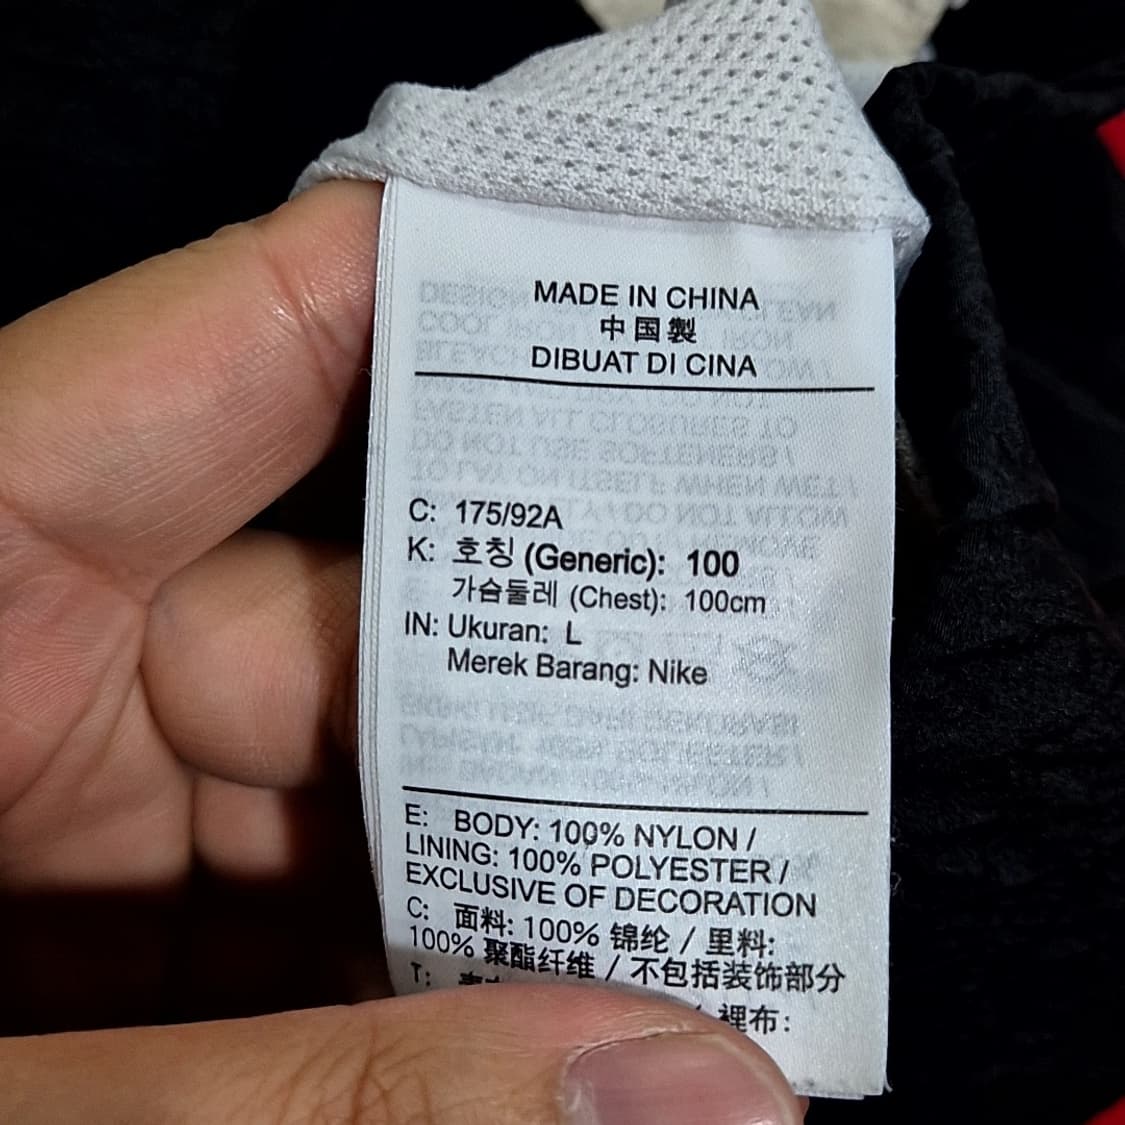 MADE IN CHINA
中国製
DIBUAT DI CINA
C: 175/92A
K: 호칭 (Generic): 100
가슴둘레 (Chest): 100cm
IN: Ukuran: L
Merek Barang: Nike
E: BODY: 100% NYLON /
LINING: 100% POLYESTER /
EXCLUSIVE OF DECORATION
C: 面料: 100% 锦纶 / 里料:
100% 聚酯纤维 / 不包括装饰部分
T:
裡布: